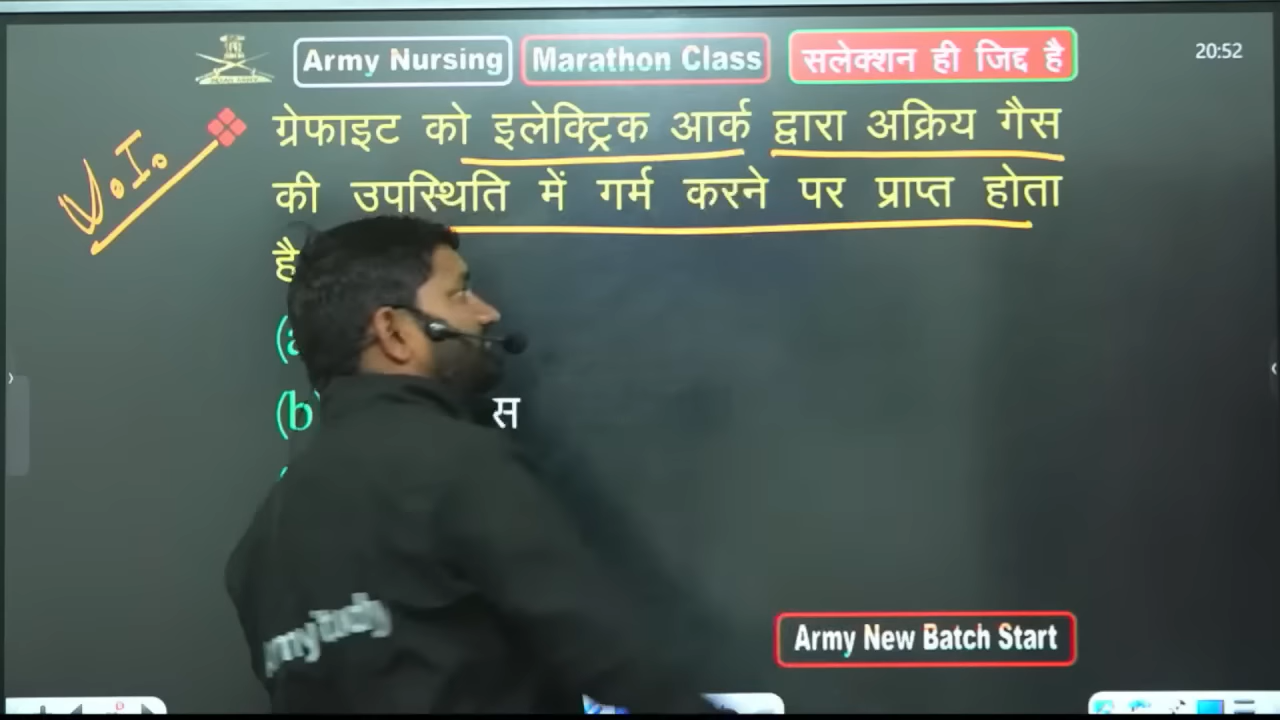 Army Nursing Marathon Class सलेक्शन ही जिद्द है 20:52
V.I.
ग्रेफाइट को इलेक्ट्रिक आर्क द्वारा अक्रिय गैस
की उपस्थिति में गर्म करने पर प्राप्त होता
है
(a
(b) स
Army New Batch Start